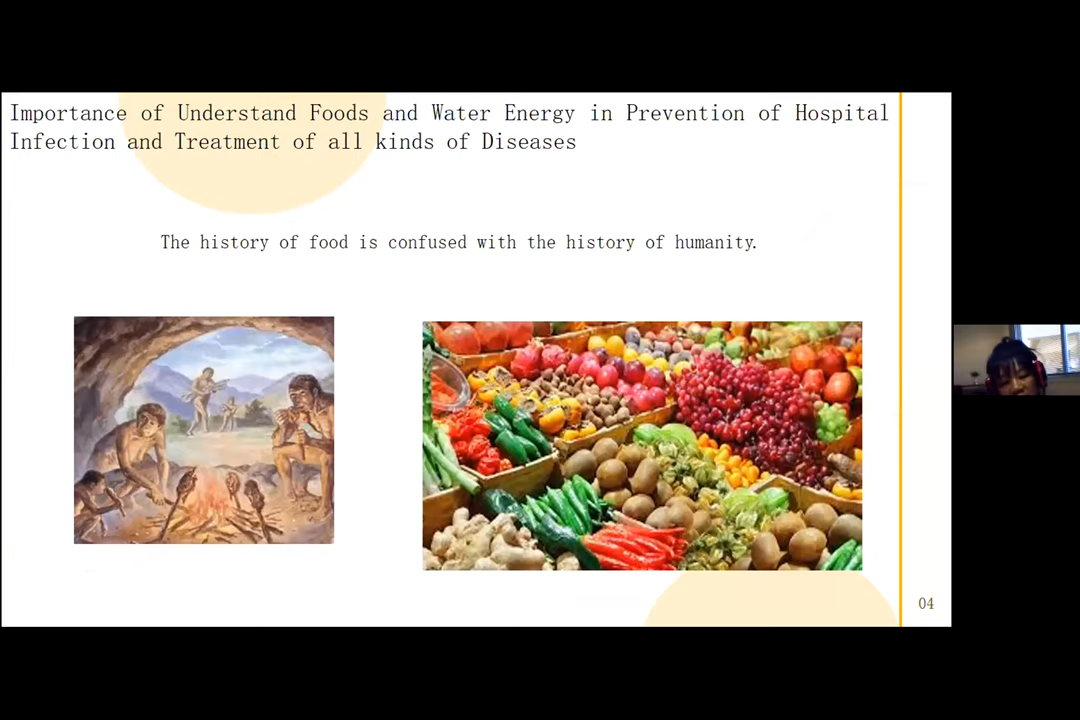 Importance of Understand Foods and Water Energy in Prevention of Hospital
Infection and Treatment of all kinds of Diseases
The history of food is confused with the history of humanity.
04